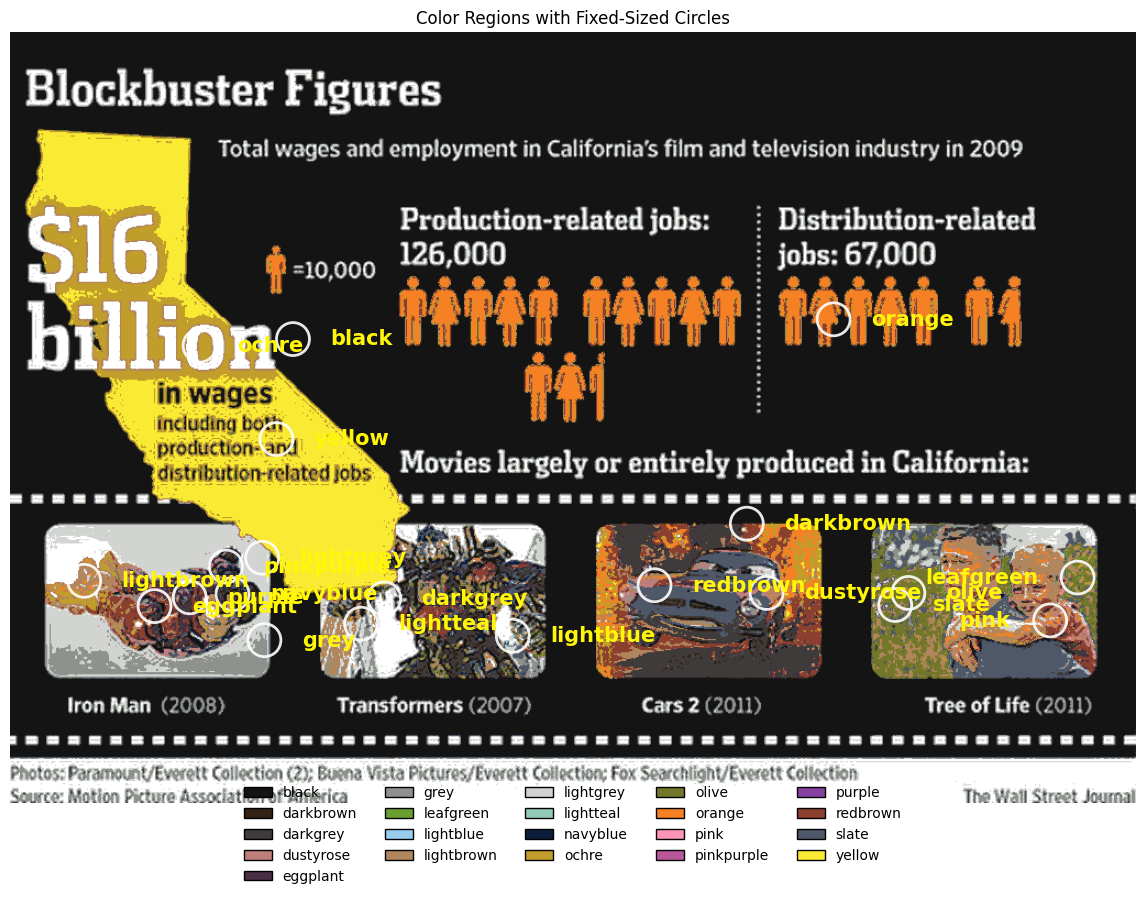 Color Regions with Fixed-Sized Circles
Blockbuster Figures
Total wages and employment in California's film and television industry in 2009
$16
billion
in wages
including both
production- and
distribution-related jobs
=10,000
Production-related jobs:
126,000
Distribution-related
jobs: 67,000
black
ochre
orange
yellow
Movies largely or entirely produced in California:
darkbrown
lightgrey
pinkpurple
lightbrown
navyblue
purple
eggplant
grey
darkgrey
lightteal
lightblue
redbrown
dustyrose
leafgreen
olive
slate
pink
Iron Man (2008)
Transformers (2007)
Cars 2 (2011)
Tree of Life (2011)
Photos: Paramount/Everett Collection (2); Buena Vista Pictures/Everett Collection; Fox Searchlight/Everett Collection
Source: Motion Picture Association of America
The Wall Street Journal
black grey lightgrey olive purple
darkbrown leafgreen lightteal orange redbrown
darkgrey lightblue navyblue pink slate
dustyrose lightbrown ochre pinkpurple yellow
eggplant